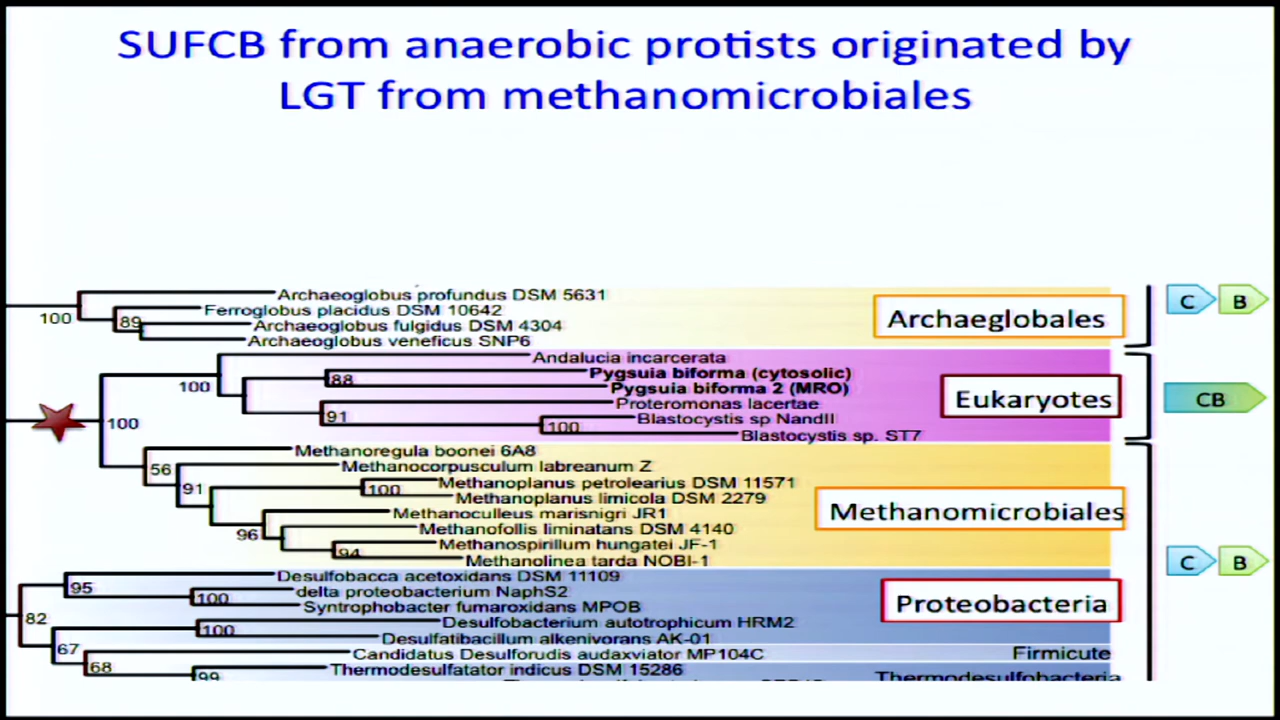 SUFCB from anaerobic protists originated by
LGT from methanomicrobiales
Archaeoglobus profundus DSM 5631
Ferroglobus placidus DSM 10642
100
89
Archaeoglobus fulgidus DSM 4304
Archaeoglobus veneficus SNP6
Archaeglobales
C B
Andalucia incarcerata
100
88
Pygsuia biforma (cytosolic)
Pygsuia biforma 2 (MRO)
Proteromonas lacertae
91
Blastocystis sp NandII
100
Blastocystis sp. ST7
Eukaryotes
CB
100
Methanoregula boonei 6A8
56
Methanocorpusculum labreanum Z
91
Methanoplanus petrolearius DSM 11571
100
Methanoplanus limicola DSM 2279
Methanoculleus marisnigri JR1
96
Methanofollis liminatans DSM 4140
Methanospirillum hungatei JF-1
94
Methanolinea tarda NOBI-1
Methanomicrobiales
C B
Desulfobacca acetoxidans DSM 11109
95
delta proteobacterium NaphS2
100
Syntrophobacter fumaroxidans MPOB
82
Desulfobacterium autotrophicum HRM2
100
Desulfatibacillum alkenivorans AK-01
67
Candidatus Desulforudis audaxviator MP104C
68
Thermodesulfatator indicus DSM 15286
99
Proteobacteria
Firmicute
Thermodesulfobacteria